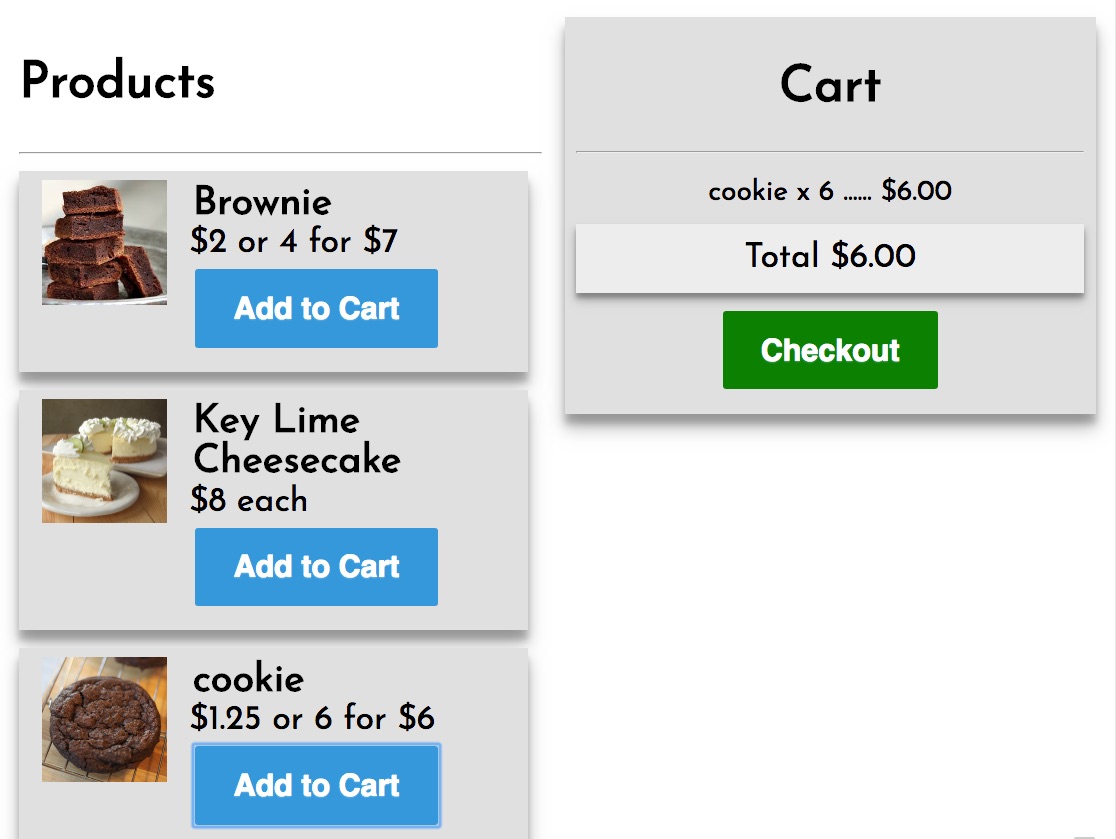 Products
Brownie
$2 or 4 for $7
Add to Cart
Key Lime
Cheesecake
$8 each
Add to Cart
cookie
$1.25 or 6 for $6
Add to Cart
Cart
cookie x 6 ...... $6.00
Total $6.00
Checkout